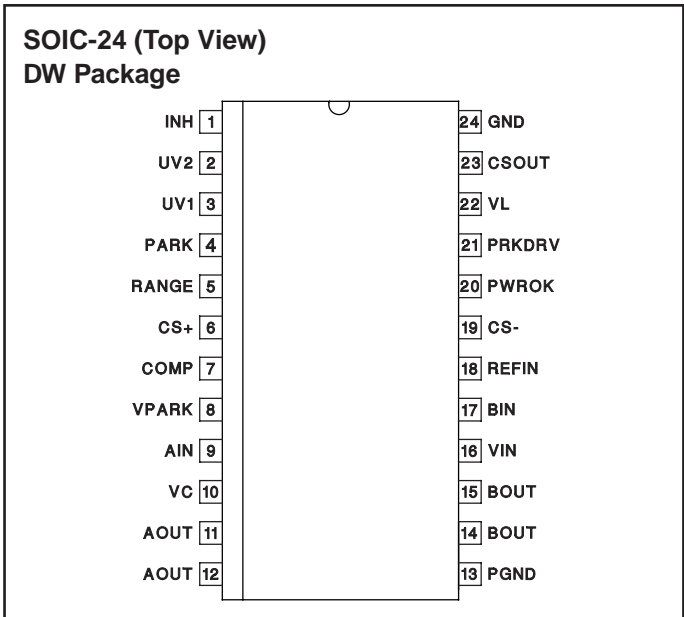 SOIC-24 (Top View)
DW Package
INH 1 24 GND
UV2 2 23 CSOUT
UV1 3 22 VL
PARK 4 21 PRKDRV
RANGE 5 20 PWROK
CS+ 6 19 CS-
COMP 7 18 REFIN
VPARK 8 17 BIN
AIN 9 16 VIN
VC 10 15 BOUT
AOUT 11 14 BOUT
AOUT 12 13 PGND